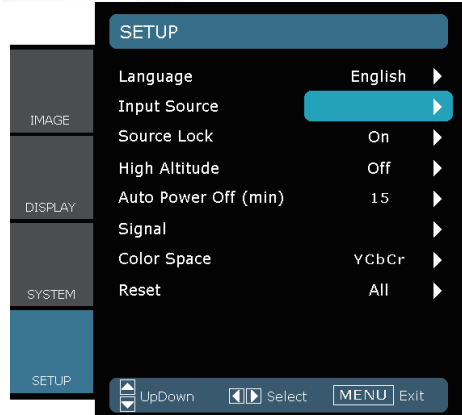 SETUP
Language English
Input Source
Source Lock On
High Altitude Off
Auto Power Off (min) 15
Signal
Color Space YCbCr
Reset All
IMAGE
DISPLAY
SYSTEM
SETUP
UpDown Select MENU Exit